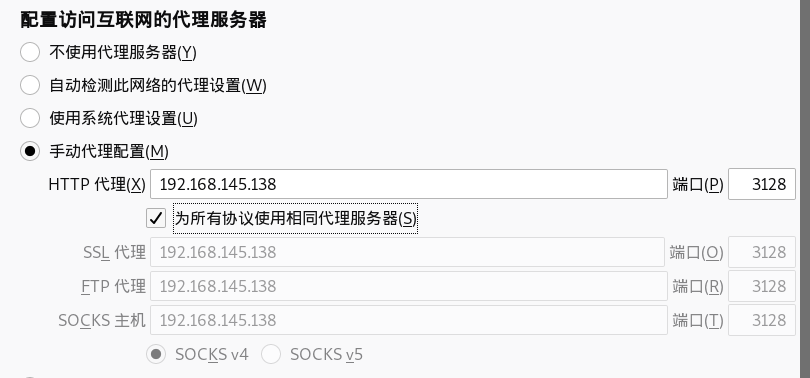 配置访问互联网的代理服务器
不使用代理服务器(Y)
自动检测此网络的代理设置(W)
使用系统代理设置(U)
手动代理配置(M)
HTTP 代理(X) 192.168.145.138 端口(P) 3128
为所有协议使用相同代理服务器(S)
SSL 代理 192.168.145.138 端口(O) 3128
FTP 代理 192.168.145.138 端口(R) 3128
SOCKS 主机 192.168.145.138 端口(T) 3128
SOCKS v4 SOCKS v5